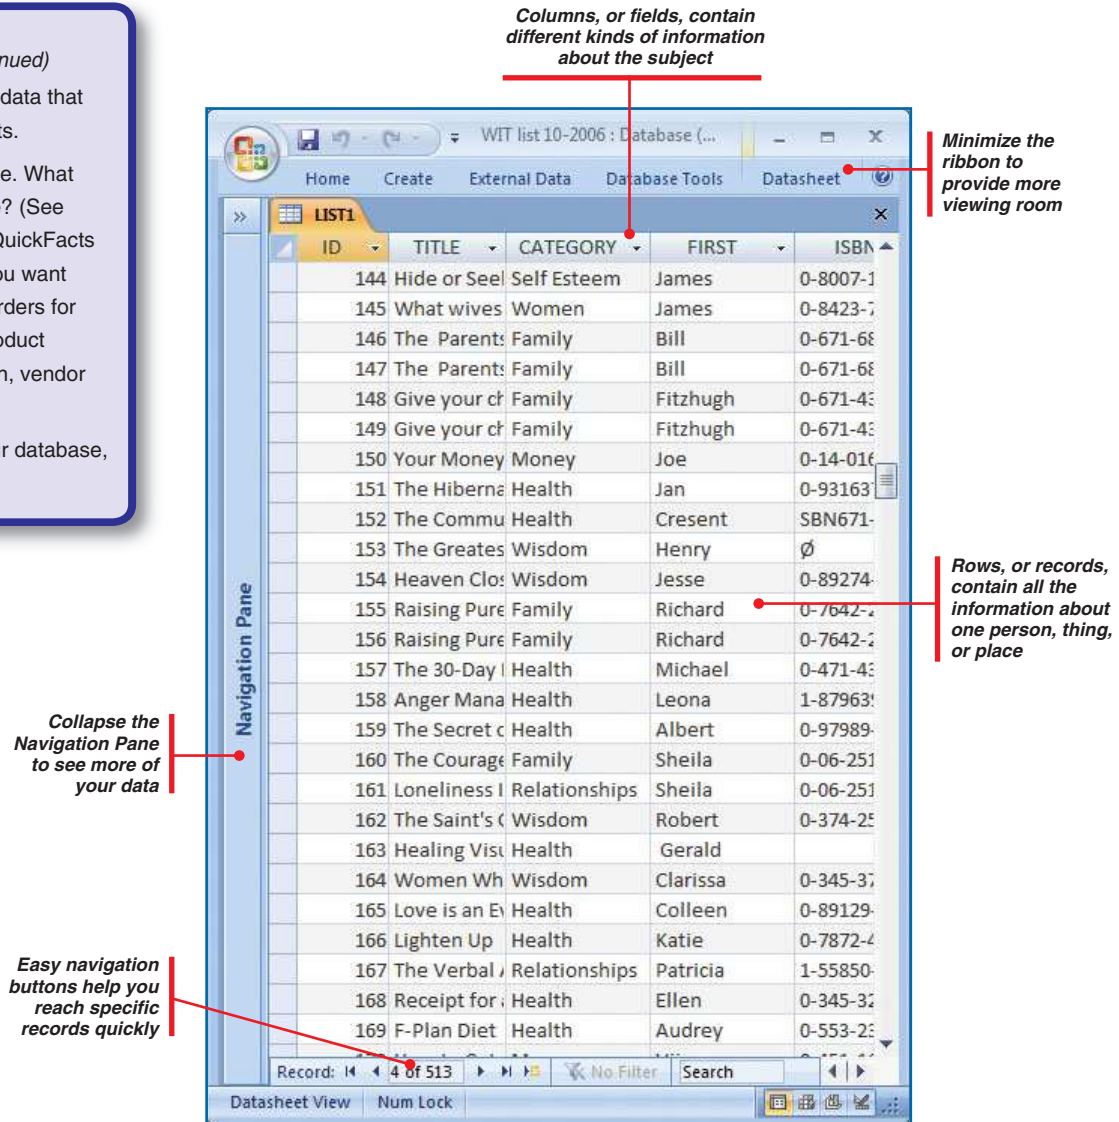 Columns, or fields, contain
different kinds of information
about the subject
nued)
data that
ts.
e. What
e? (See
QuickFacts
ou want
rders for
oduct
n, vendor
r database,
WIT list 10-2006 : Database (...
Home Create External Data Database Tools Datasheet
Minimize the
ribbon to
provide more
viewing room
LIST1
ID TITLE CATEGORY FIRST ISBN
144 Hide or Seel Self Esteem James 0-8007-1
145 What wives Women James 0-8423-7
146 The Parents Family Bill 0-671-68
147 The Parents Family Bill 0-671-68
148 Give your ch Family Fitzhugh 0-671-43
149 Give your ch Family Fitzhugh 0-671-43
150 Your Money Money Joe 0-14-016
151 The Hiberna Health Jan 0-93163
152 The Commu Health Cresent SBN671-
153 The Greates Wisdom Henry Ø
154 Heaven Clos Wisdom Jesse 0-89274-
155 Raising Pure Family Richard 0-7642-2
156 Raising Pure Family Richard 0-7642-2
157 The 30-Day Health Michael 0-471-43
158 Anger Mana Health Leona 1-87963
159 The Secret o Health Albert 0-97989-
160 The Courage Family Sheila 0-06-251
161 Loneliness I Relationships Sheila 0-06-251
162 The Saint's Wisdom Robert 0-374-25
163 Healing Visu Health Gerald
164 Women Wh Wisdom Clarissa 0-345-37
165 Love is an Ev Health Colleen 0-89129-
166 Lighten Up Health Katie 0-7872-4
167 The Verbal Relationships Patricia 1-55850-
168 Receipt for Health Ellen 0-345-32
169 F-Plan Diet Health Audrey 0-553-23
Record: 4 of 513 No Filter Search
Datasheet View Num Lock
Navigation Pane
Rows, or records,
contain all the
information about
one person, thing,
or place
Collapse the
Navigation Pane
to see more of
your data
Easy navigation
buttons help you
reach specific
records quickly